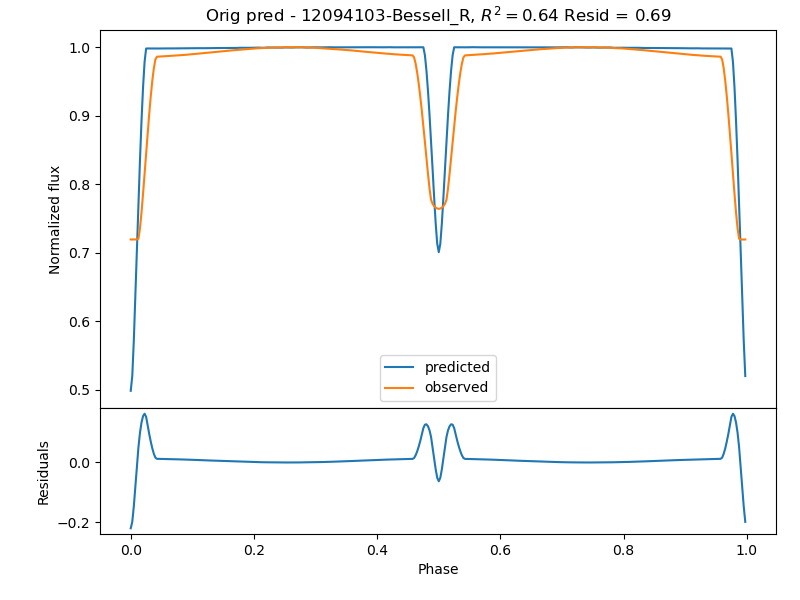 Orig pred - 12094103-Bessell_R, R² = 0.64 Resid = 0.69
1.0
0.9
0.8
0.7
0.6
0.5
Normalized flux
predicted
observed
0.0
−0.2
Residuals
0.0 0.2 0.4 0.6 0.8 1.0
Phase